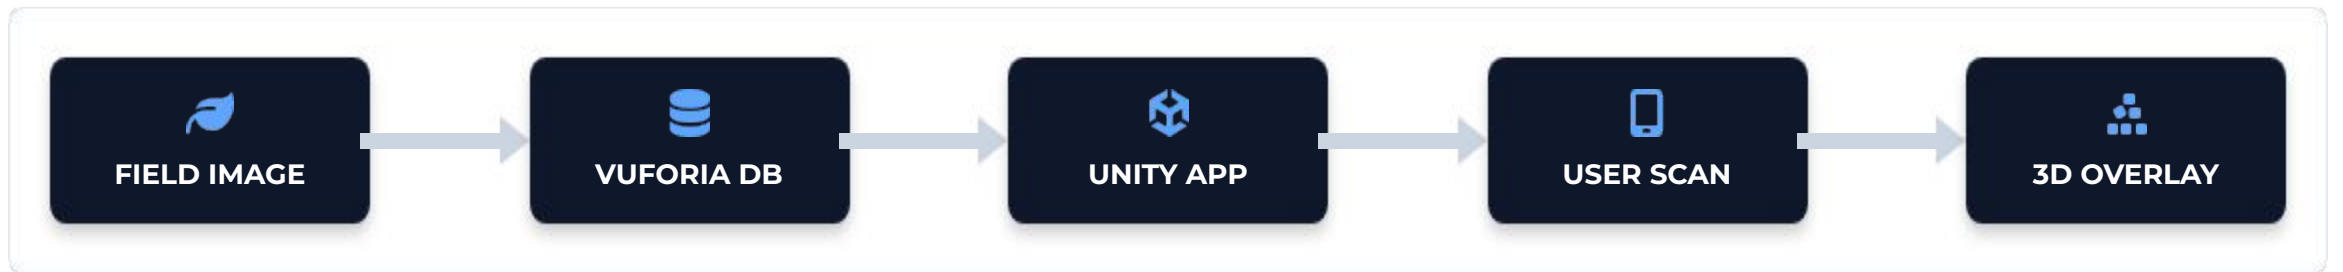 FIELD IMAGE
VUFORIA DB
UNITY APP
USER SCAN
3D OVERLAY